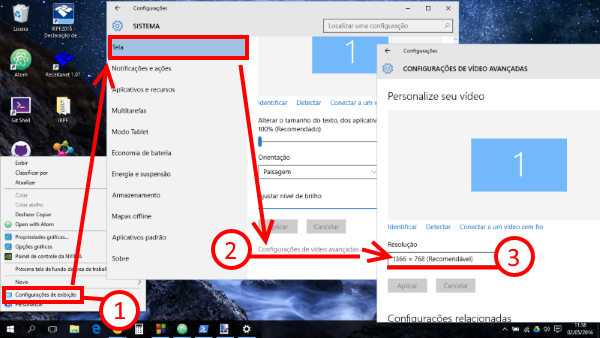 Lixeira
IRPF2016
Declaração de ...
Atom
Receitanet 1.07
Git Shell
IRPF
Exibir
Classificar por
Atualizar
Colar
Colar atalho
Desfazer Copiar
Open with Atom
Propriedades gráficas...
Opções gráficas
Painel de controle da NVIDIA
Próxima tela de fundo da área de trabal
Novo
Configurações de exibição
Personalizar
1
Configurações
SISTEMA
Localizar uma configuração
Tela
Notificações e ações
Aplicativos e recursos
Multitarefas
Modo Tablet
Economia de bateria
Energia e suspensão
Armazenamento
Mapas offline
Aplicativos padrão
Sobre
1
Identificar
Detectar
Conectar a um v
Alterar o tamanho do texto, dos aplicativ
100% (Recomendado)
Orientação
Paisagem
Ajustar nível de brilho
Aplicar
Cancelar
Configurações de vídeo avançadas
2
Configurações
CONFIGURAÇÕES DE VÍDEO AVANÇADAS
Personalize seu vídeo
1
Identificar
Detectar
Conectar a um vídeo sem fio
Resolução
1366 × 768 (Recomendável)
3
Aplicar
Cancelar
Configurações relacionadas
11:38
02/05/2016